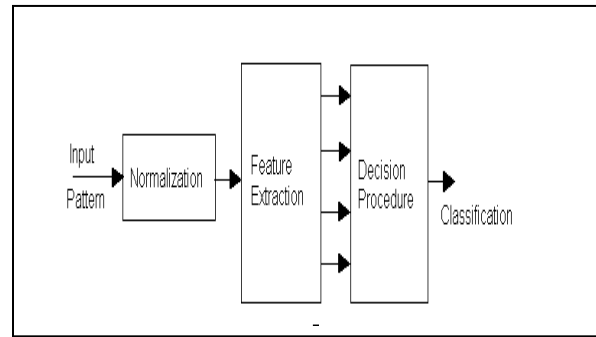 Input
Pattern
Normalization
Feature
Extraction
Decision
Procedure
Classification